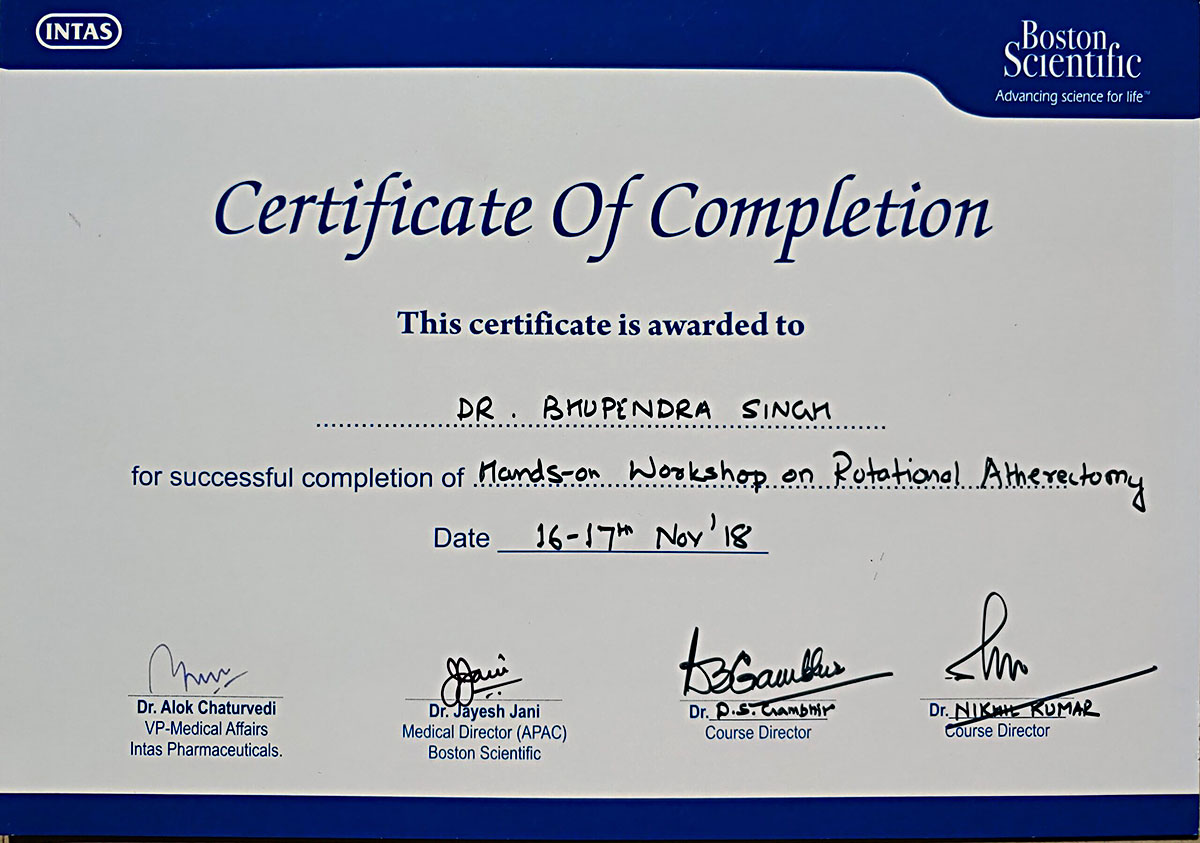 INTAS
Boston
Scientific
Advancing science for life™
Certificate Of Completion
This certificate is awarded to
DR. BHUPENDRA SINGH
for successful completion of Hands-on Workshop on Rotational Atherectomy
Date 16-17th Nov'18
Dr. Alok Chaturvedi
VP-Medical Affairs
Intas Pharmaceuticals.
Dr. Jayesh Jani
Medical Director (APAC)
Boston Scientific
Dr. D.S. Gambhir
Course Director
Dr. NIKHIL KUMAR
Course Director